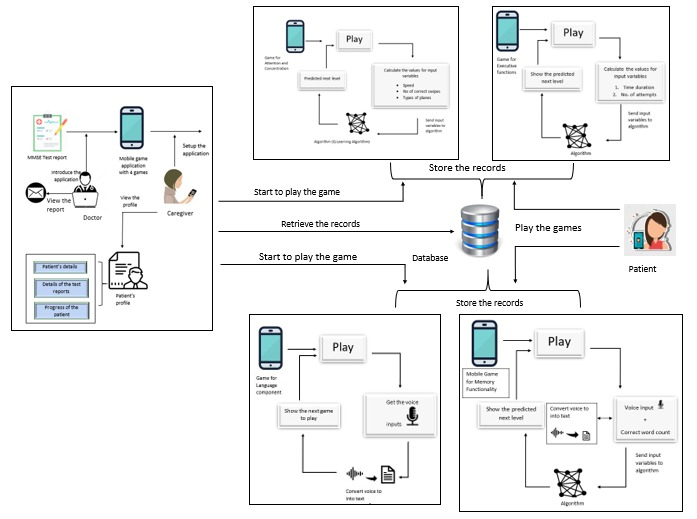 MMSE Test report
Mobile game
application
with 4 games
Setup the
application
Introduce the
application
View the
report
Doctor
View the
profile
Caregiver
Patient's details
Details of the test
reports
Progress of the
patient
Patient's
profile
Game for
Attention and
Concentration
Play
Predicted next level
Calculate the values for input
variables
• Speed
• No of correct swipes
• Types of planes
Send input
variables to
algorithm
Algorithm (Q Learning Algorithm)
Game for
Executive
functions
Play
Show the predicted
next level
Calculate the values for
input variables
1. Time duration
2. No. of attempts
Send input
variables to
algorithm
Algorithm
Store the records
Start to play the game
Retrieve the records
Start to play the game
Database
Play the games
Patient
Store the records
Game for
Language
component
Play
Show the next game
to play
Get the voice
inputs
Convert voice to
into text
Mobile Game
for Memory
Functionality
Play
Show the predicted
next level
Convert voice to
into text
Voice input
+
Correct word count
Send input
variables to
algorithm
Algorithm